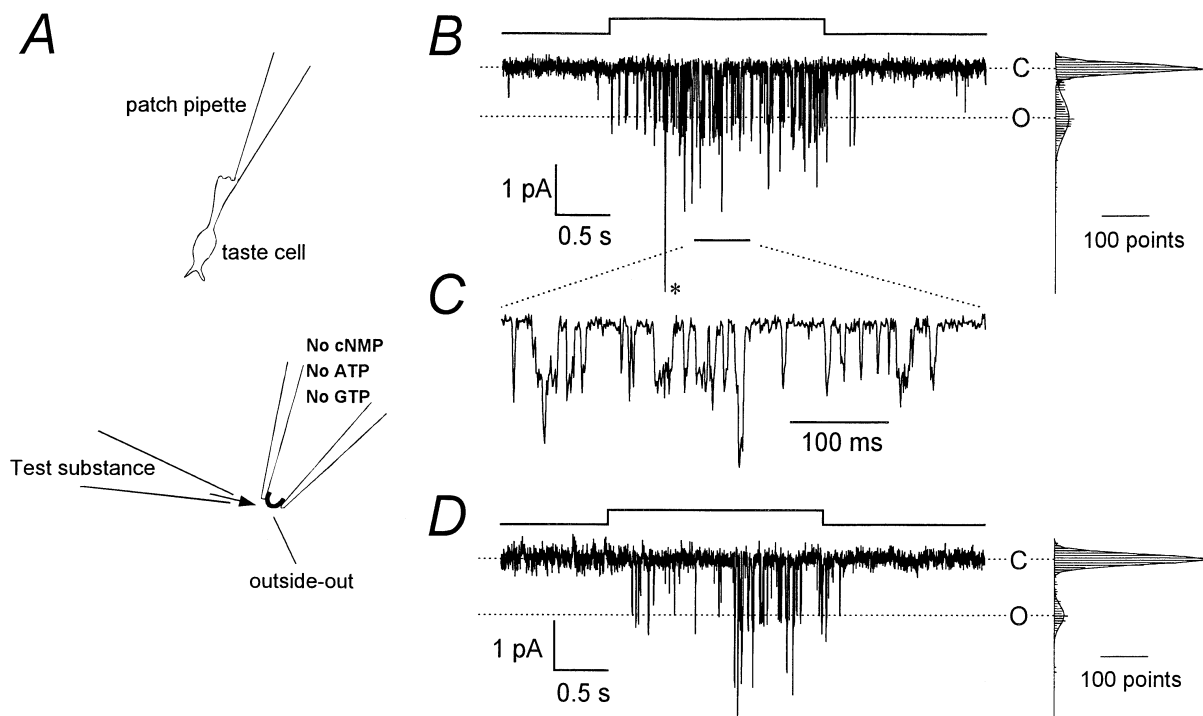 A
patch pipette
taste cell
No cNMP
No ATP
No GTP
Test substance
outside-out
B
C
O
1 pA
0.5 s
100 points
*
C
100 ms
D
C
O
1 pA
0.5 s
100 points